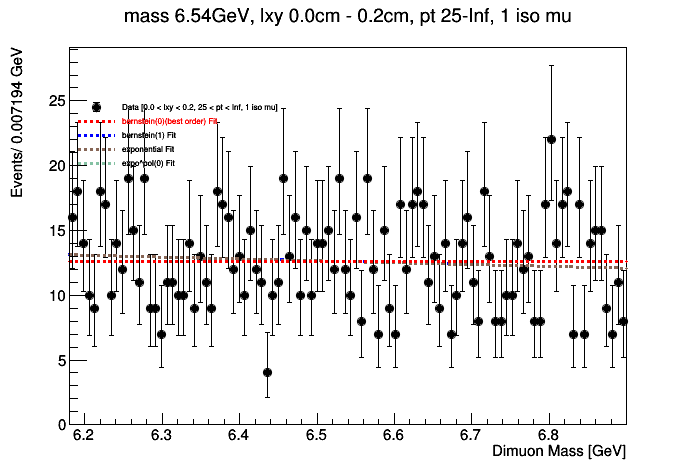 mass 6.54GeV, lxy 0.0cm - 0.2cm, pt 25-Inf, 1 iso mu
Events/ 0.007194 GeV
25
20
15
10
5
0
Data [0.0 < lxy < 0.2, 25 < pt < Inf, 1 iso mu]
bernstein(0)(best order) Fit
bernstein(1) Fit
exponential Fit
expo*pol(0) Fit
6.2 6.3 6.4 6.5 6.6 6.7 6.8
Dimuon Mass [GeV]